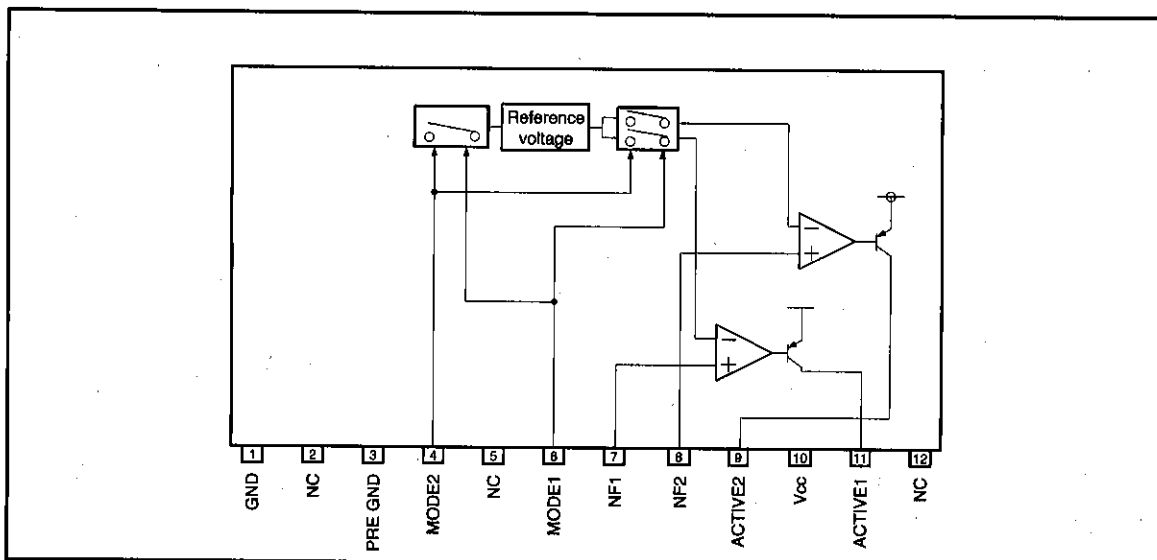 Reference
voltage
−
+
−
+
1 2 3 4 5 6 7 8 9 10 11 12
GND
NC
PRE GND
MODE2
NC
MODE1
NF1
NF2
ACTIVE2
Vcc
ACTIVE1
NC